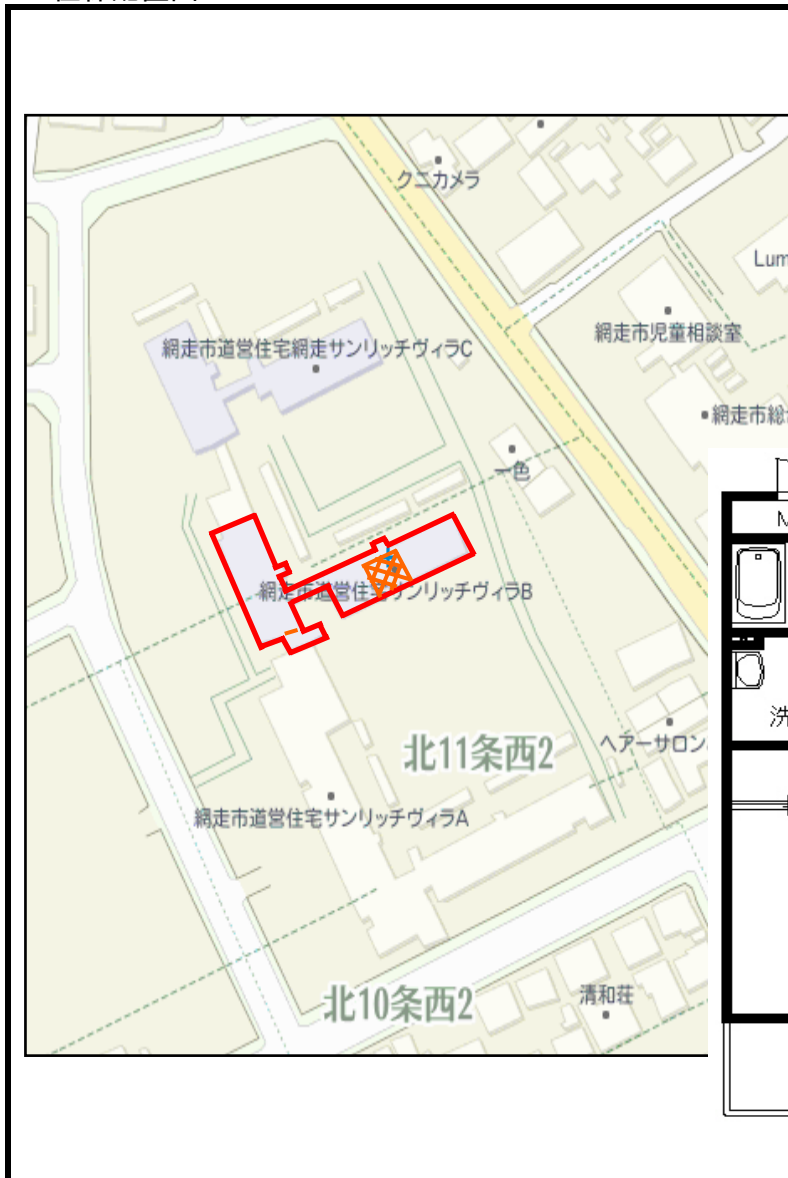 クニカメラ
Lum
網走市児童相談室
網走市道営住宅網走サンリッチヴィラC
網走市総
一色
網走市道営住宅サンリッチヴィラB
洗
北11条西2
ヘアーサロン
網走市道営住宅サンリッチヴィラA
北10条西2
清和荘